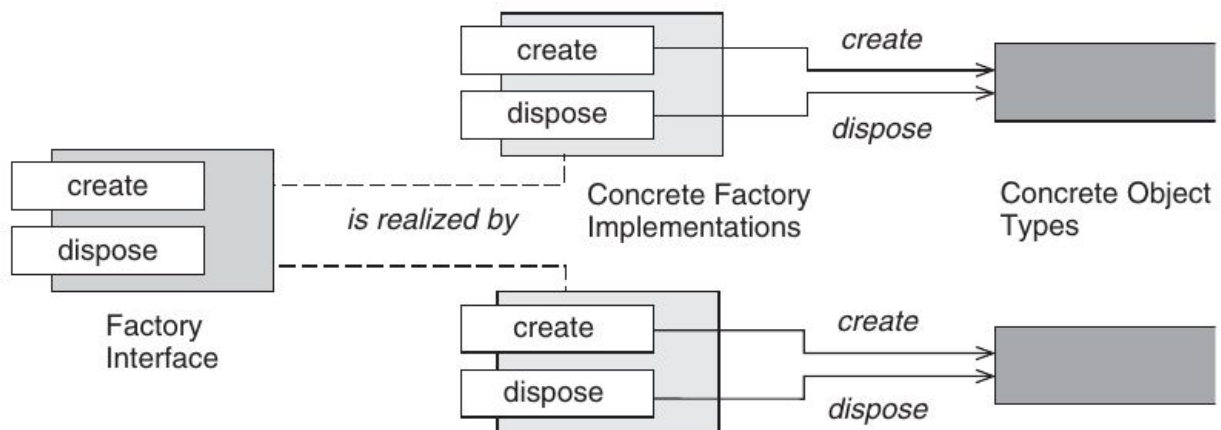 create
create
dispose
dispose
create
Concrete Factory
Implementations
Concrete Object
Types
is realized by
dispose
Factory
Interface
create
create
dispose
dispose